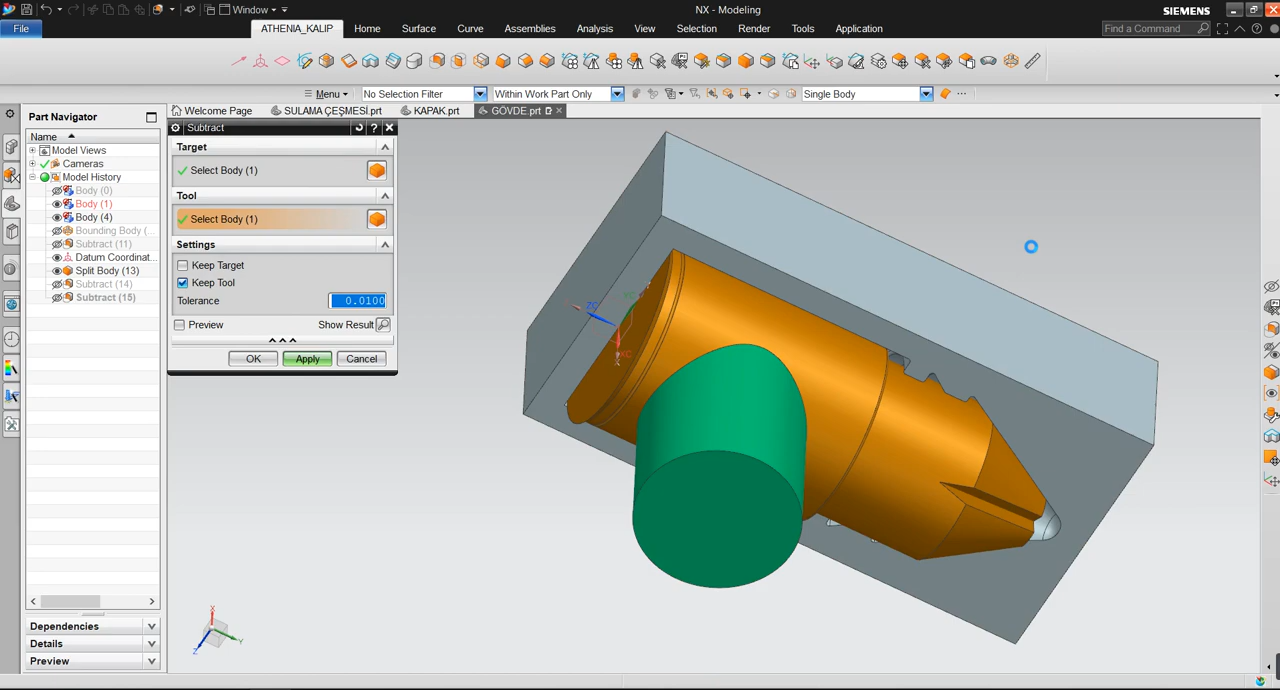 Window
NX - Modeling
SIEMENS
File
ATHENIA_KALIP
Home
Surface
Curve
Assemblies
Analysis
View
Selection
Render
Tools
Application
Find a Command
Menu
No Selection Filter
Within Work Part Only
Single Body
Part Navigator
Welcome Page
SULAMA ÇEŞMESİ.prt
KAPAK.prt
GÖVDE.prt
Name
Model Views
Cameras
Model History
Body (0)
Body (1)
Body (4)
Bounding Body (...
Subtract (11)
Datum Coordinat...
Split Body (13)
Subtract (14)
Subtract (15)
Subtract
Target
Select Body (1)
Tool
Select Body (1)
Settings
Keep Target
Keep Tool
Tolerance
0.0100
Preview
Show Result
OK
Apply
Cancel
ZC
YC
XC
X
X
Y
Z
Dependencies
Details
Preview